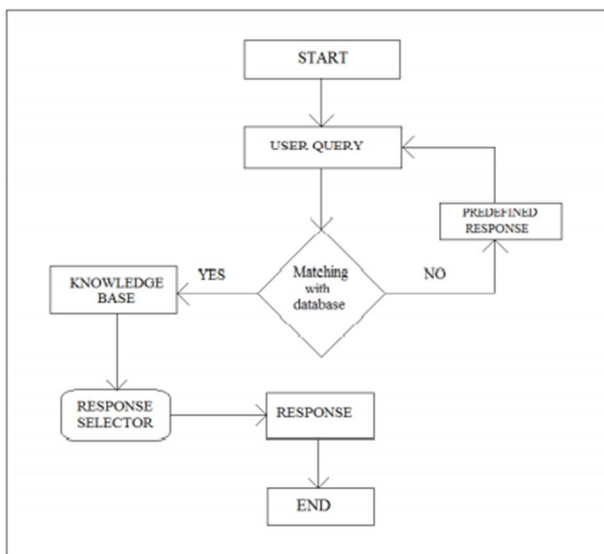 START
USER QUERY
PREDEFINED
RESPONSE
Matching
with
database
YES
NO
KNOWLEDGE
BASE
RESPONSE
SELECTOR
RESPONSE
END